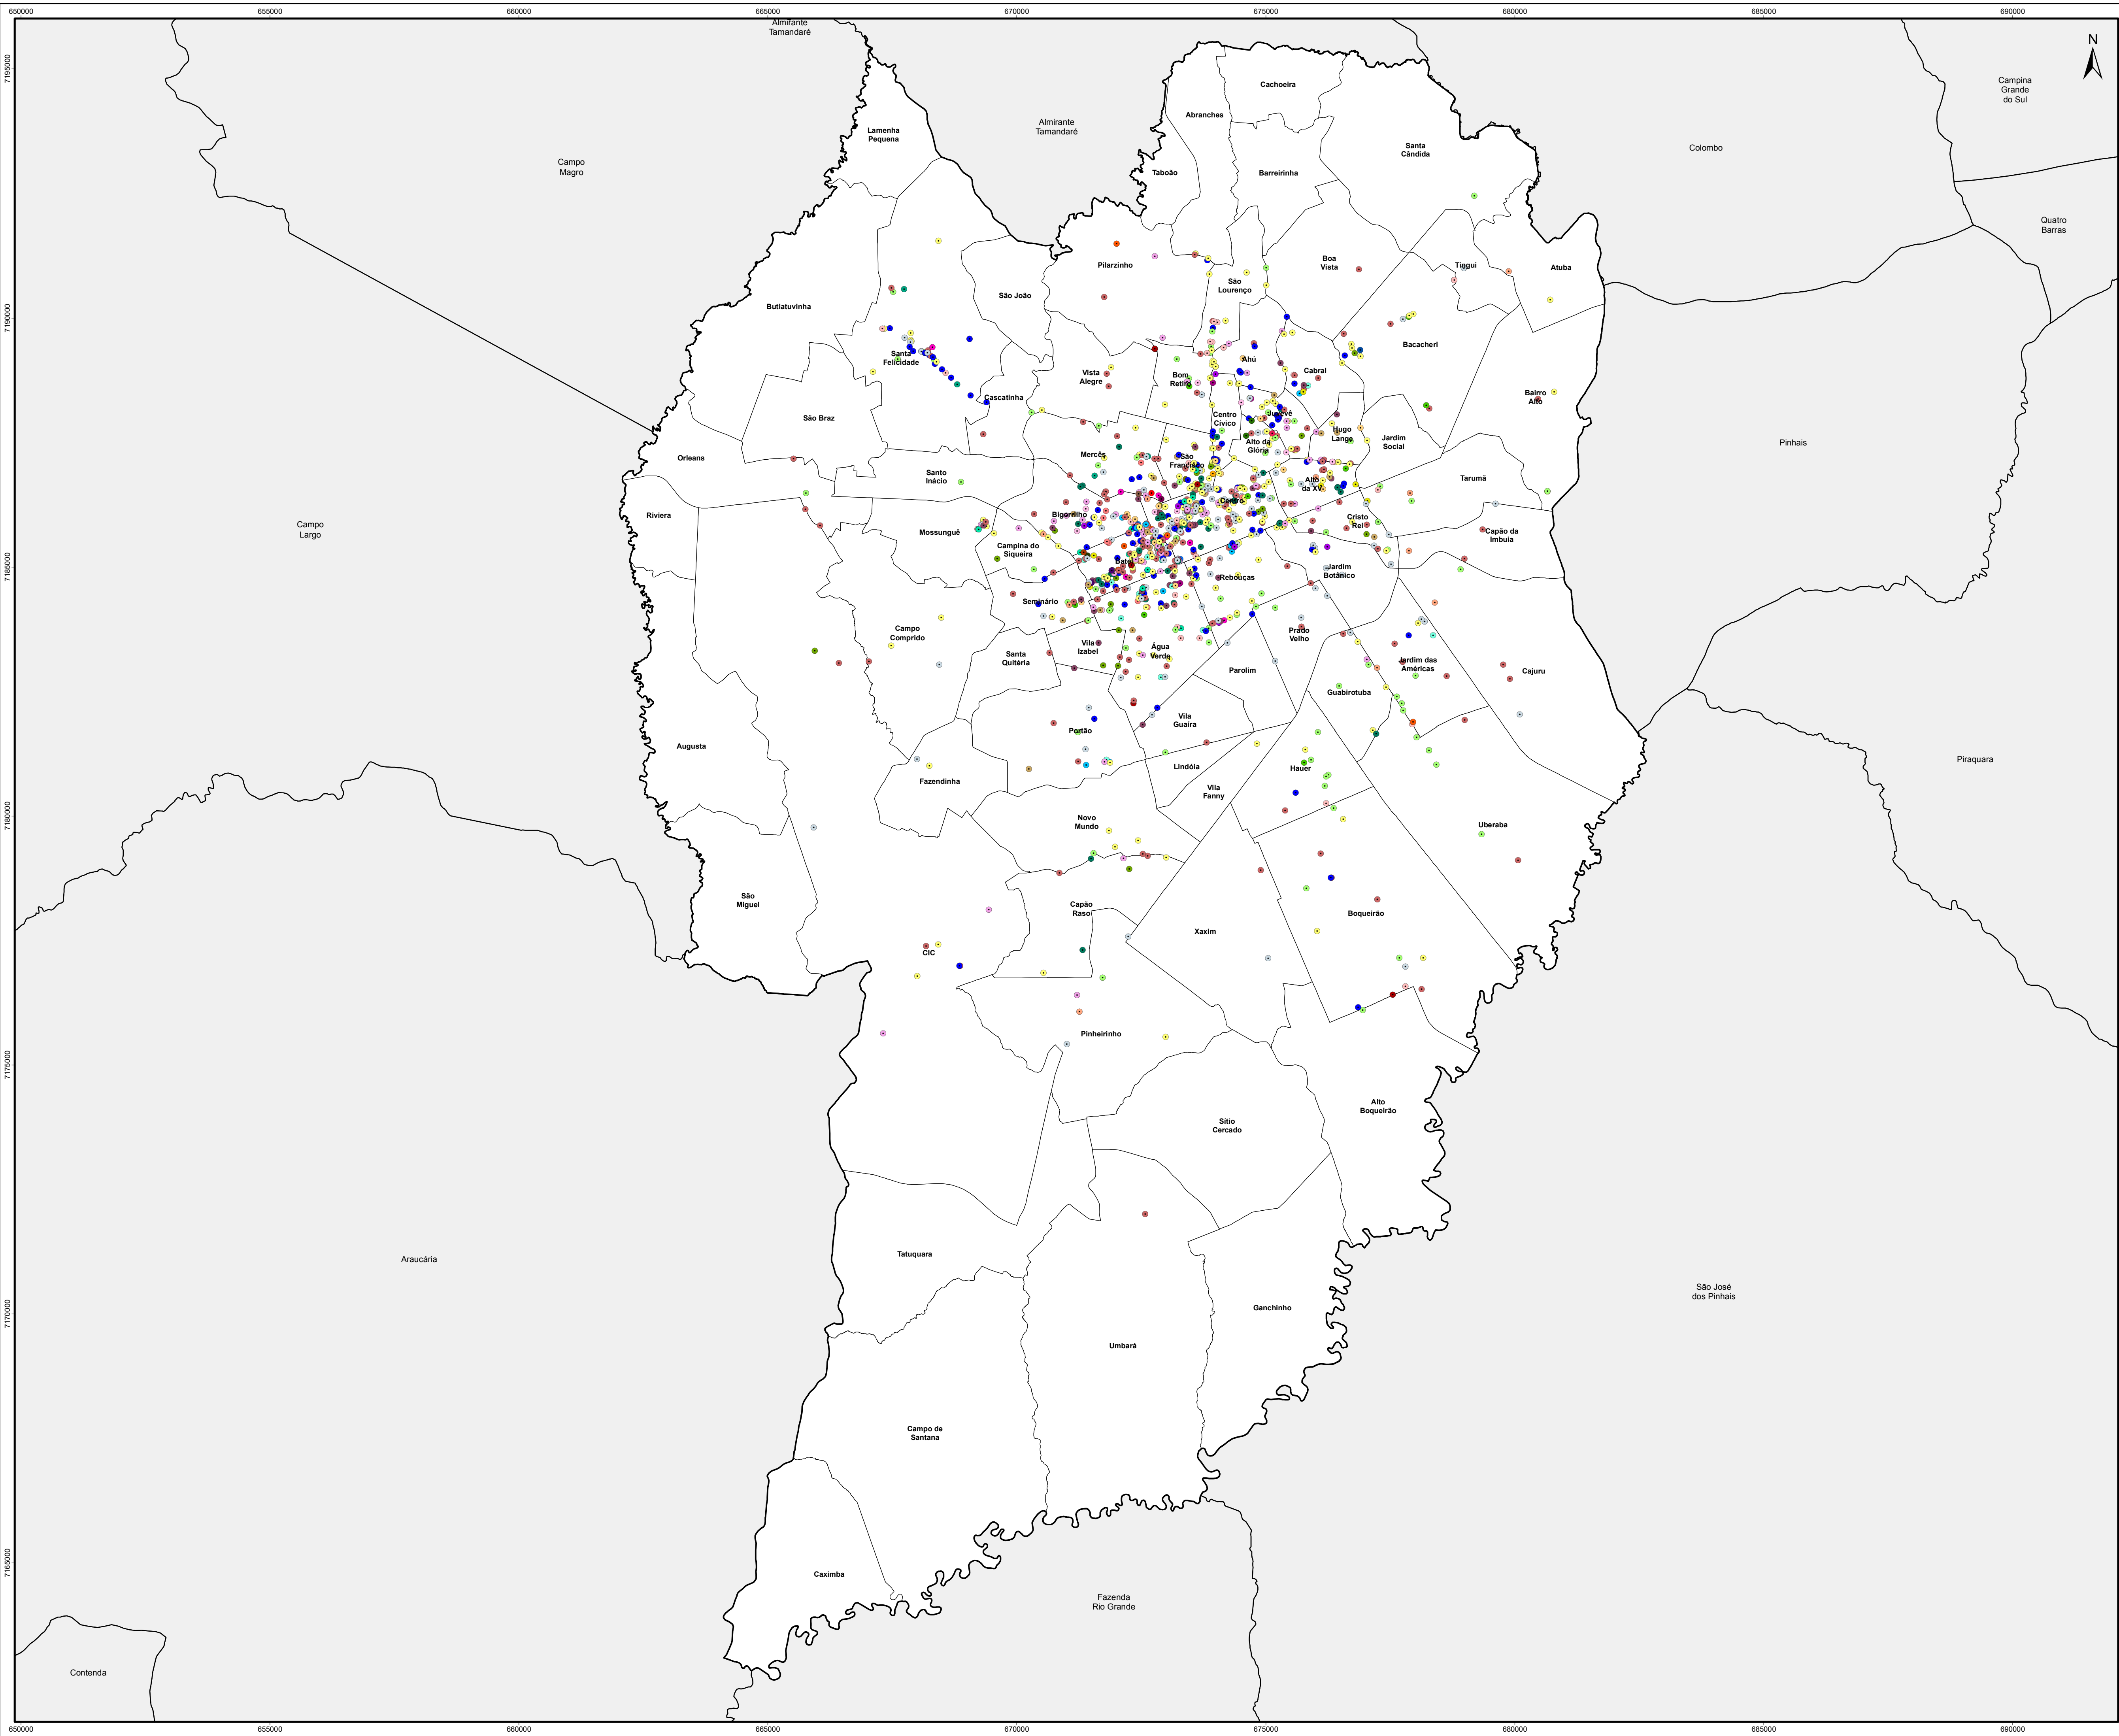 650000 655000 660000 665000 670000 675000 680000 685000 690000
Almirante
Tamandaré
N
7195000
Cachoeira
Campina
Grande
do Sul
Abranches
Almirante
Tamandaré
Lamenha
Pequena
Colombo
Santa
Cândida
Campo
Magro
Taboão
Barreirinha
Quatro
Barras
Pilarzinho
Boa
Vista
Tingui
Atuba
São
Lourenço
São João
Butiatuvinha
7190000
Bacacheri
Santa
Felicidade
Ahú
Cabral
Vista
Alegre
Bom
Retiro
Cascatinha
Bairro
Alto
São Braz
Centro
Cívico
Juvevê
Hugo
Lange
Jardim
Social
Pinhais
Alto da
Glória
Mercês
Orleans
São
Francisco
Santo
Inácio
Tarumã
Alto
da XV
Centro
Riviera
Bigorrilho
Cristo
Rei
Campo
Largo
Mossunguê
Capão da
Imbuia
Campina do
Siqueira
Batel
7185000
Jardim
Botânico
Rebouças
Seminário
Campo
Comprido
Prado
Velho
Vila
Izabel
Água
Verde
Santa
Quitéria
Jardim das
Américas
Parolim
Cajuru
Guabirotuba
Vila
Guaira
Portão
Augusta
Piraquara
Lindóia
Hauer
Fazendinha
Vila
Fanny
7180000
Novo
Mundo
Uberaba
São
Miguel
Capão
Raso
Boqueirão
Xaxim
CIC
Pinheirinho
7175000
Alto
Boqueirão
Sítio
Cercado
Tatuquara
Araucária
São José
dos Pinhais
Ganchinho
7170000
Umbará
Campo de
Santana
7165000
Caximba
Fazenda
Rio Grande
Contenda
650000 655000 660000 665000 670000 675000 680000 685000 690000